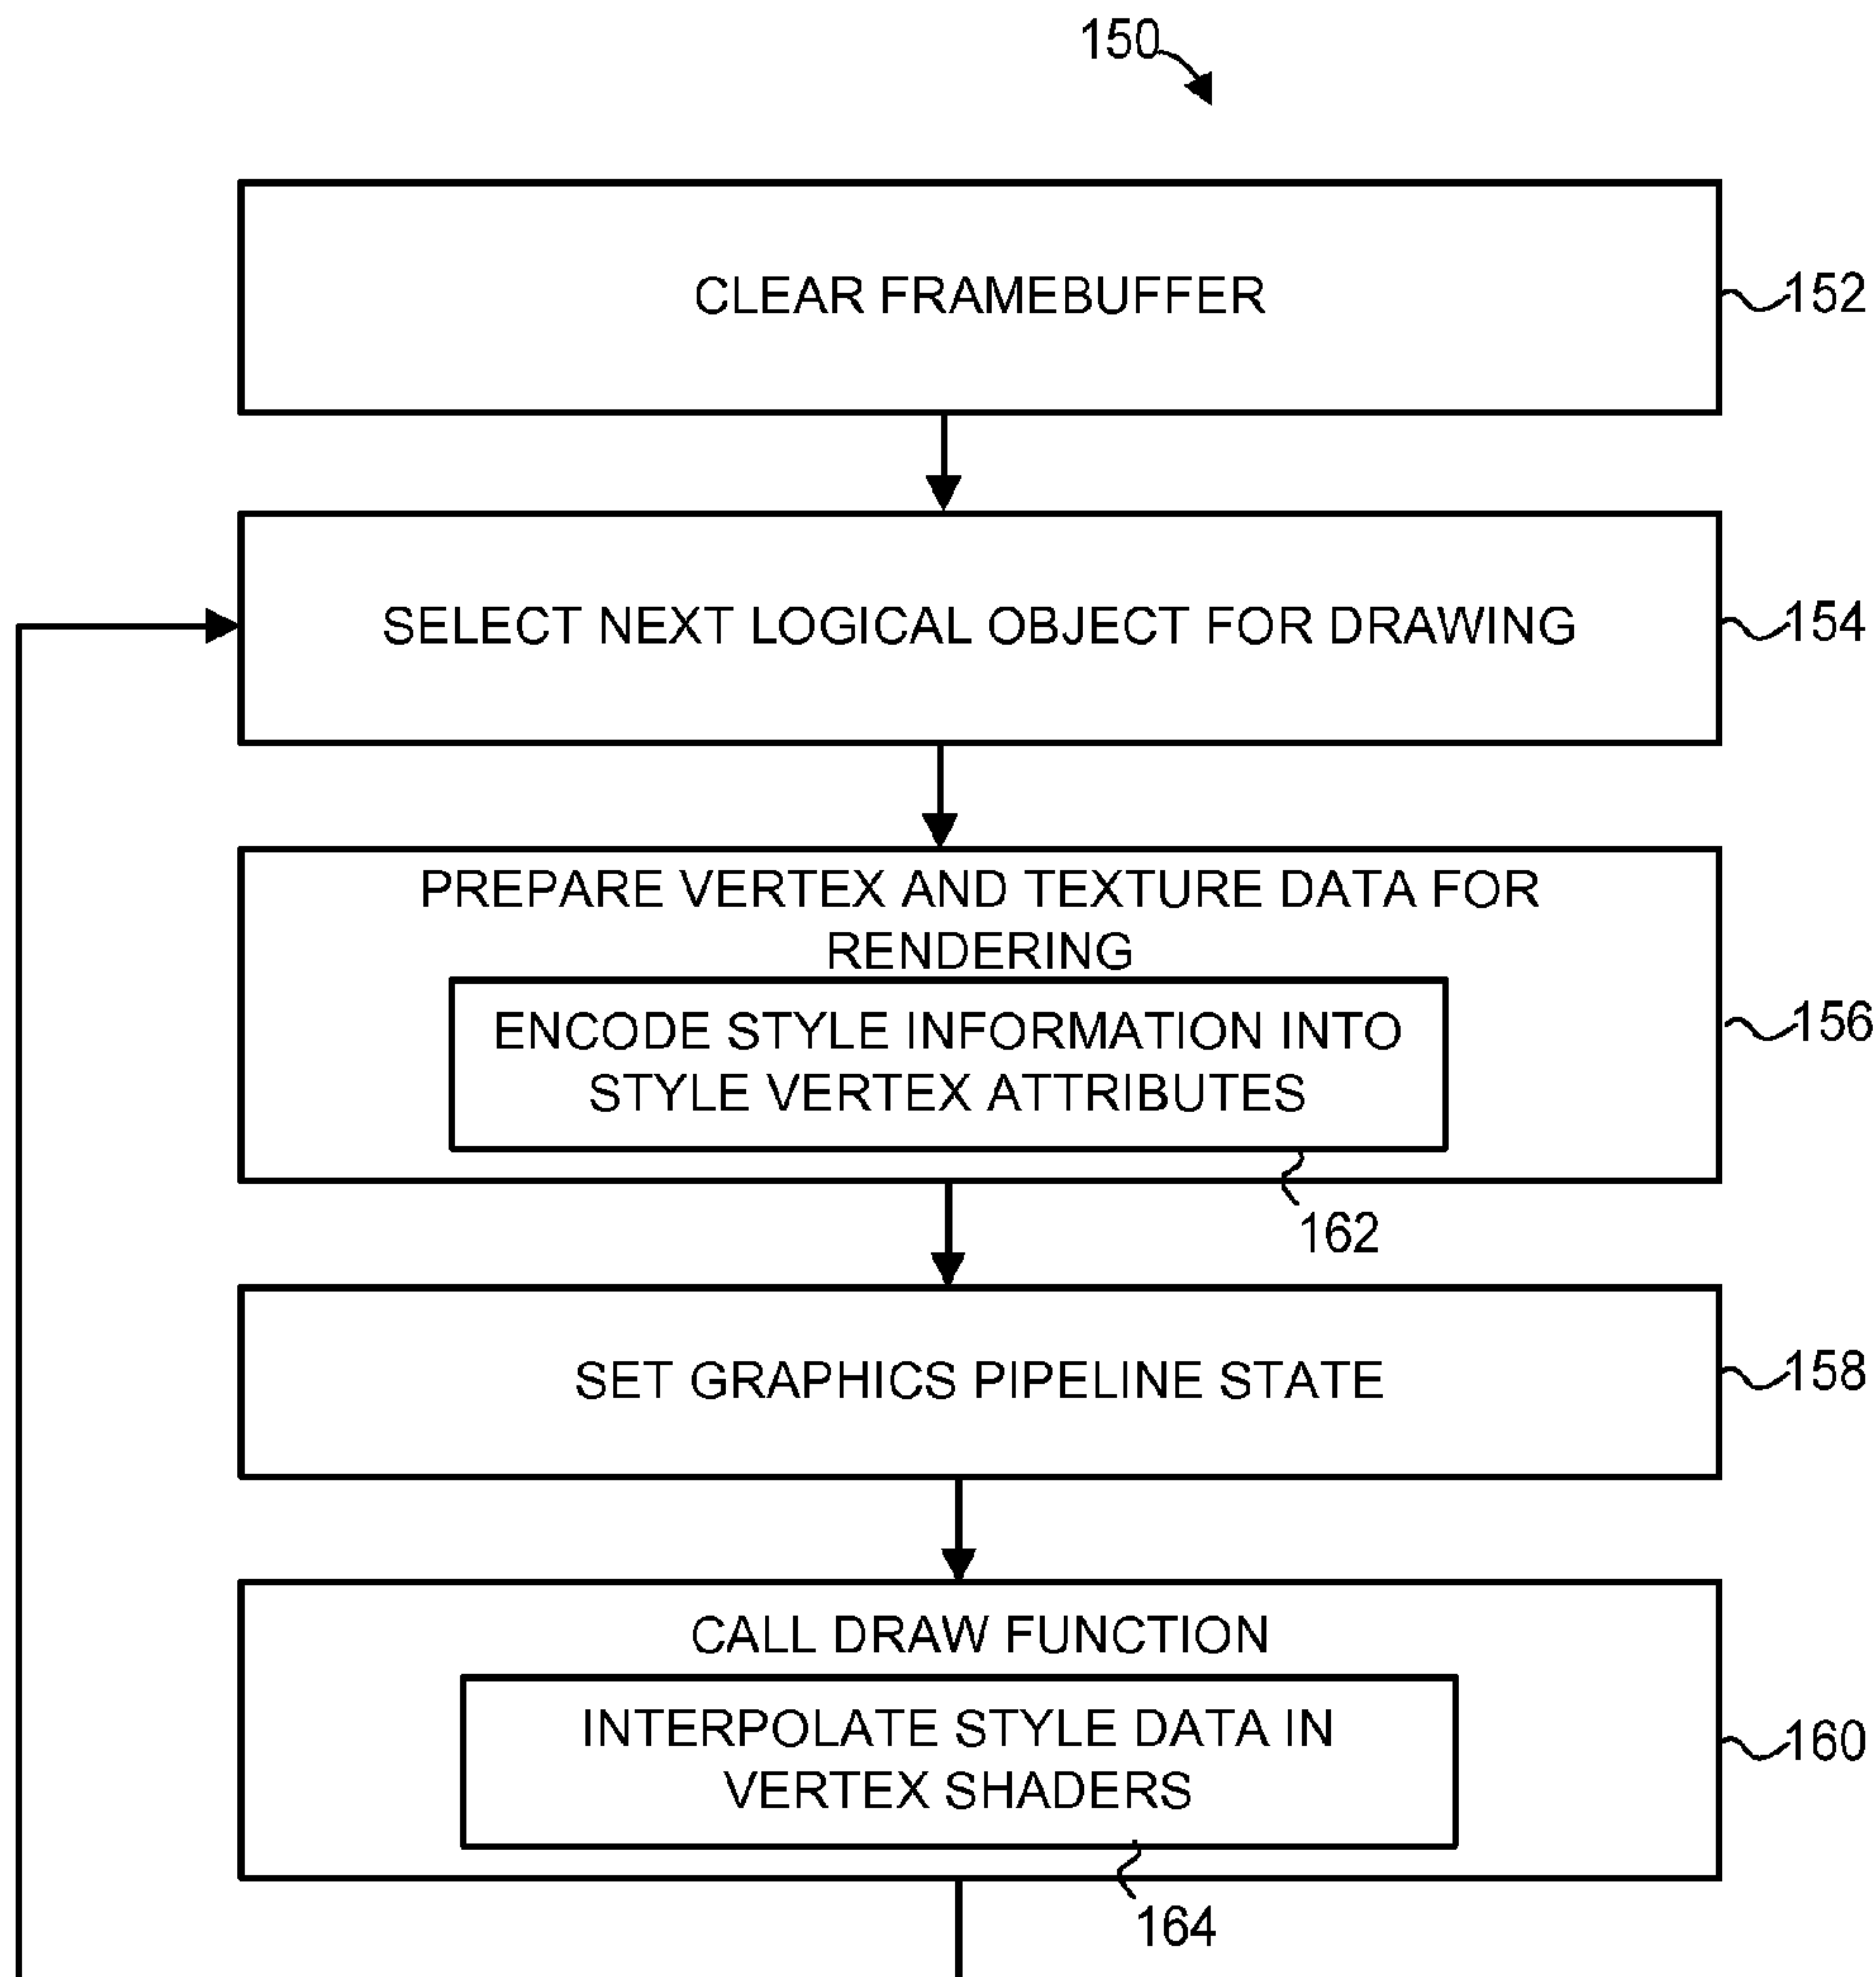 150
CLEAR FRAMEBUFFER
152
SELECT NEXT LOGICAL OBJECT FOR DRAWING
154
PREPARE VERTEX AND TEXTURE DATA FOR
RENDERING
ENCODE STYLE INFORMATION INTO
STYLE VERTEX ATTRIBUTES
156
162
SET GRAPHICS PIPELINE STATE
158
CALL DRAW FUNCTION
INTERPOLATE STYLE DATA IN
VERTEX SHADERS
160
164